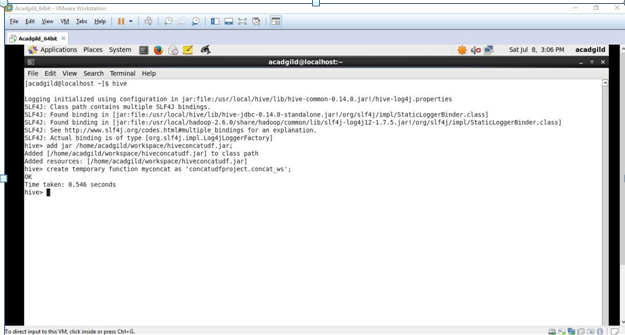 Acadgild_64bit - VMware Workstation
File Edit View VM Tabs Help
Acadgild_64bit
Applications Places System
Sat Jul 8, 3:06 PM acadgild
acadgild@localhost:~
File Edit View Search Terminal Help
[acadgild@localhost ~]$ hive
Logging initialized using configuration in jar:file:/usr/local/hive/lib/hive-common-0.14.0.jar!/hive-log4j.properties
SLF4J: Class path contains multiple SLF4J bindings.
SLF4J: Found binding in [jar:file:/usr/local/hive/lib/hive-jdbc-0.14.0-standalone.jar!/org/slf4j/impl/StaticLoggerBinder.class]
SLF4J: Found binding in [jar:file:/usr/local/hadoop-2.6.0/share/hadoop/common/lib/slf4j-log4j12-1.7.5.jar!/org/slf4j/impl/StaticLoggerBinder.class]
SLF4J: See http://www.slf4j.org/codes.html#multiple_bindings for an explanation.
SLF4J: Actual binding is of type [org.slf4j.impl.Log4jLoggerFactory]
hive> add jar /home/acadgild/workspace/hiveconcatudf.jar;
Added [/home/acadgild/workspace/hiveconcatudf.jar] to class path
Added resources: [/home/acadgild/workspace/hiveconcatudf.jar]
hive> create temporary function myconcat as 'concatudfproject.concat_ws';
OK
Time taken: 0.546 seconds
hive>
To direct input to this VM, click inside or press Ctrl+G.